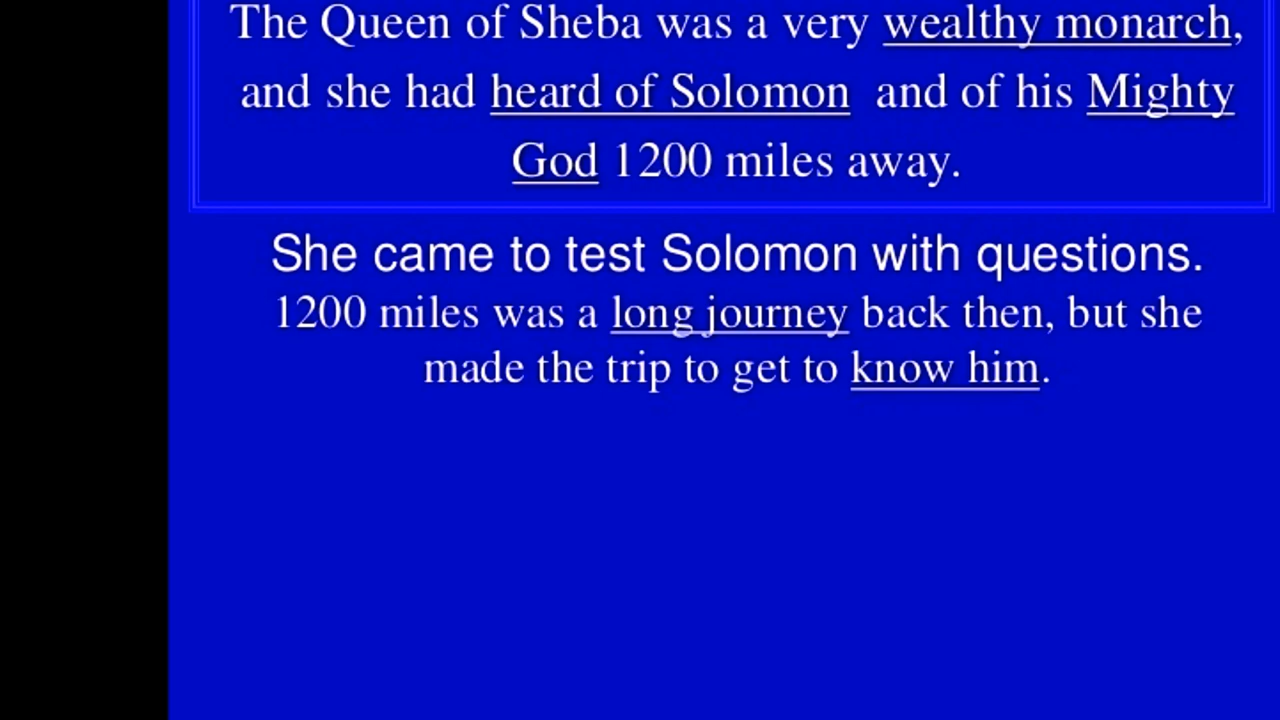 The Queen of Sheba was a very wealthy monarch,
and she had heard of Solomon and of his Mighty
God 1200 miles away.
She came to test Solomon with questions.
1200 miles was a long journey back then, but she
made the trip to get to know him.